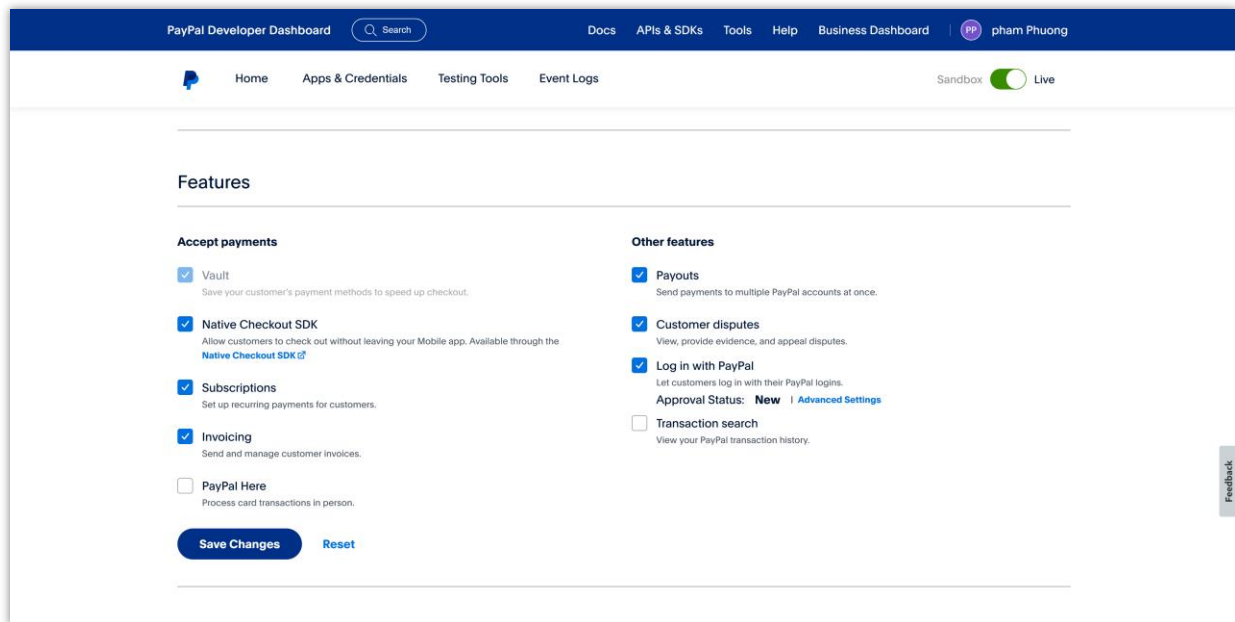 PayPal Developer Dashboard
Search
Docs
APIs & SDKs
Tools
Help
Business Dashboard
PP
pham Phuong
Home
Apps & Credentials
Testing Tools
Event Logs
Sandbox
Live
Features
Accept payments
Vault
Save your customer's payment methods to speed up checkout.
Native Checkout SDK
Allow customers to check out without leaving your Mobile app. Available through the
Native Checkout SDK
Subscriptions
Set up recurring payments for customers.
Invoicing
Send and manage customer invoices.
PayPal Here
Process card transactions in person.
Save Changes
Reset
Other features
Payouts
Send payments to multiple PayPal accounts at once.
Customer disputes
View, provide evidence, and appeal disputes.
Log in with PayPal
Let customers log in with their PayPal logins.
Approval Status: New | Advanced Settings
Transaction search
View your PayPal transaction history.
Feedback